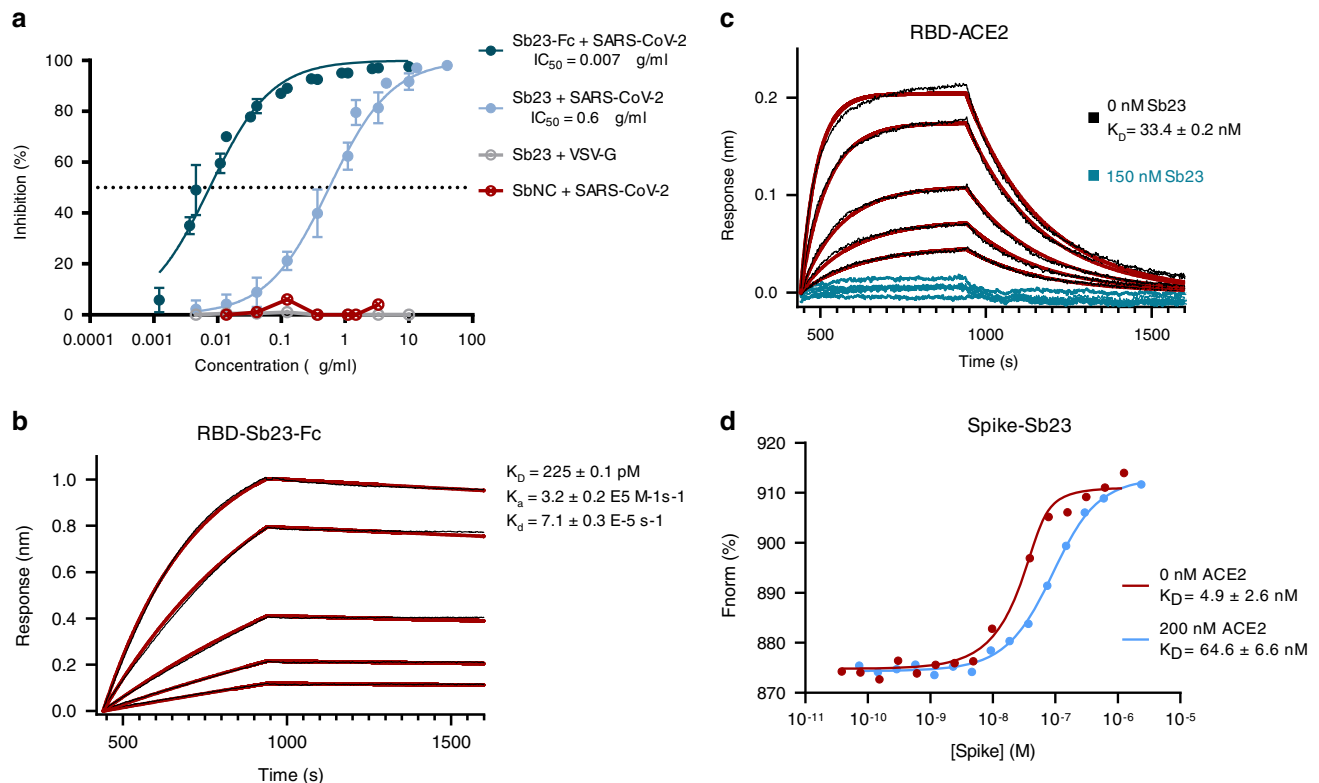 a
Sb23-Fc + SARS-CoV-2
IC50 = 0.007 g/ml
Sb23 + SARS-CoV-2
IC50 = 0.6 g/ml
Sb23 + VSV-G
SbNC + SARS-CoV-2
100
80
60
40
20
0
Inhibition (%)
0.0001 0.001 0.01 0.1 1 10 100
Concentration ( g/ml)
c
RBD-ACE2
0.2
0.1
0.0
Response (nm)
500 1000 1500
Time (s)
0 nM Sb23
KD= 33.4 ± 0.2 nM
150 nM Sb23
b
RBD-Sb23-Fc
1.0
0.8
0.6
0.4
0.2
0.0
Response (nm)
500 1000 1500
Time (s)
KD = 225 ± 0.1 pM
Ka = 3.2 ± 0.2 E5 M-1s-1
Kd = 7.1 ± 0.3 E-5 s-1
d
Spike-Sb23
920
910
900
890
880
870
Fnorm (%)
10-11 10-10 10-9 10-8 10-7 10-6 10-5
[Spike] (M)
0 nM ACE2
KD= 4.9 ± 2.6 nM
200 nM ACE2
KD= 64.6 ± 6.6 nM